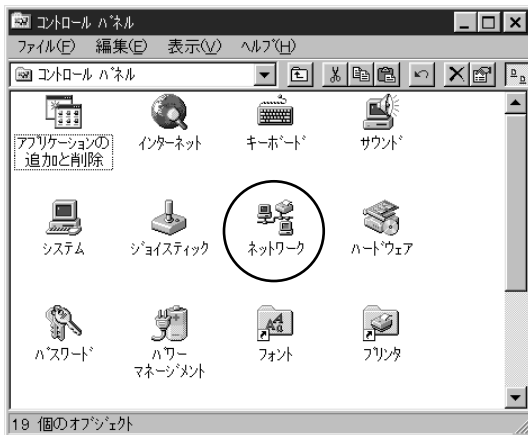 コントロール パネル
ファイル(F) 編集(E) 表示(V) ヘルプ(H)
コントロール パネル
アプリケーションの
追加と削除
インターネット
キーボード
サウンド
システム
ジョイスティック
ネットワーク
ハードウェア
パスワード
パワー
マネージメント
フォント
プリンタ
19 個のオブジェクト